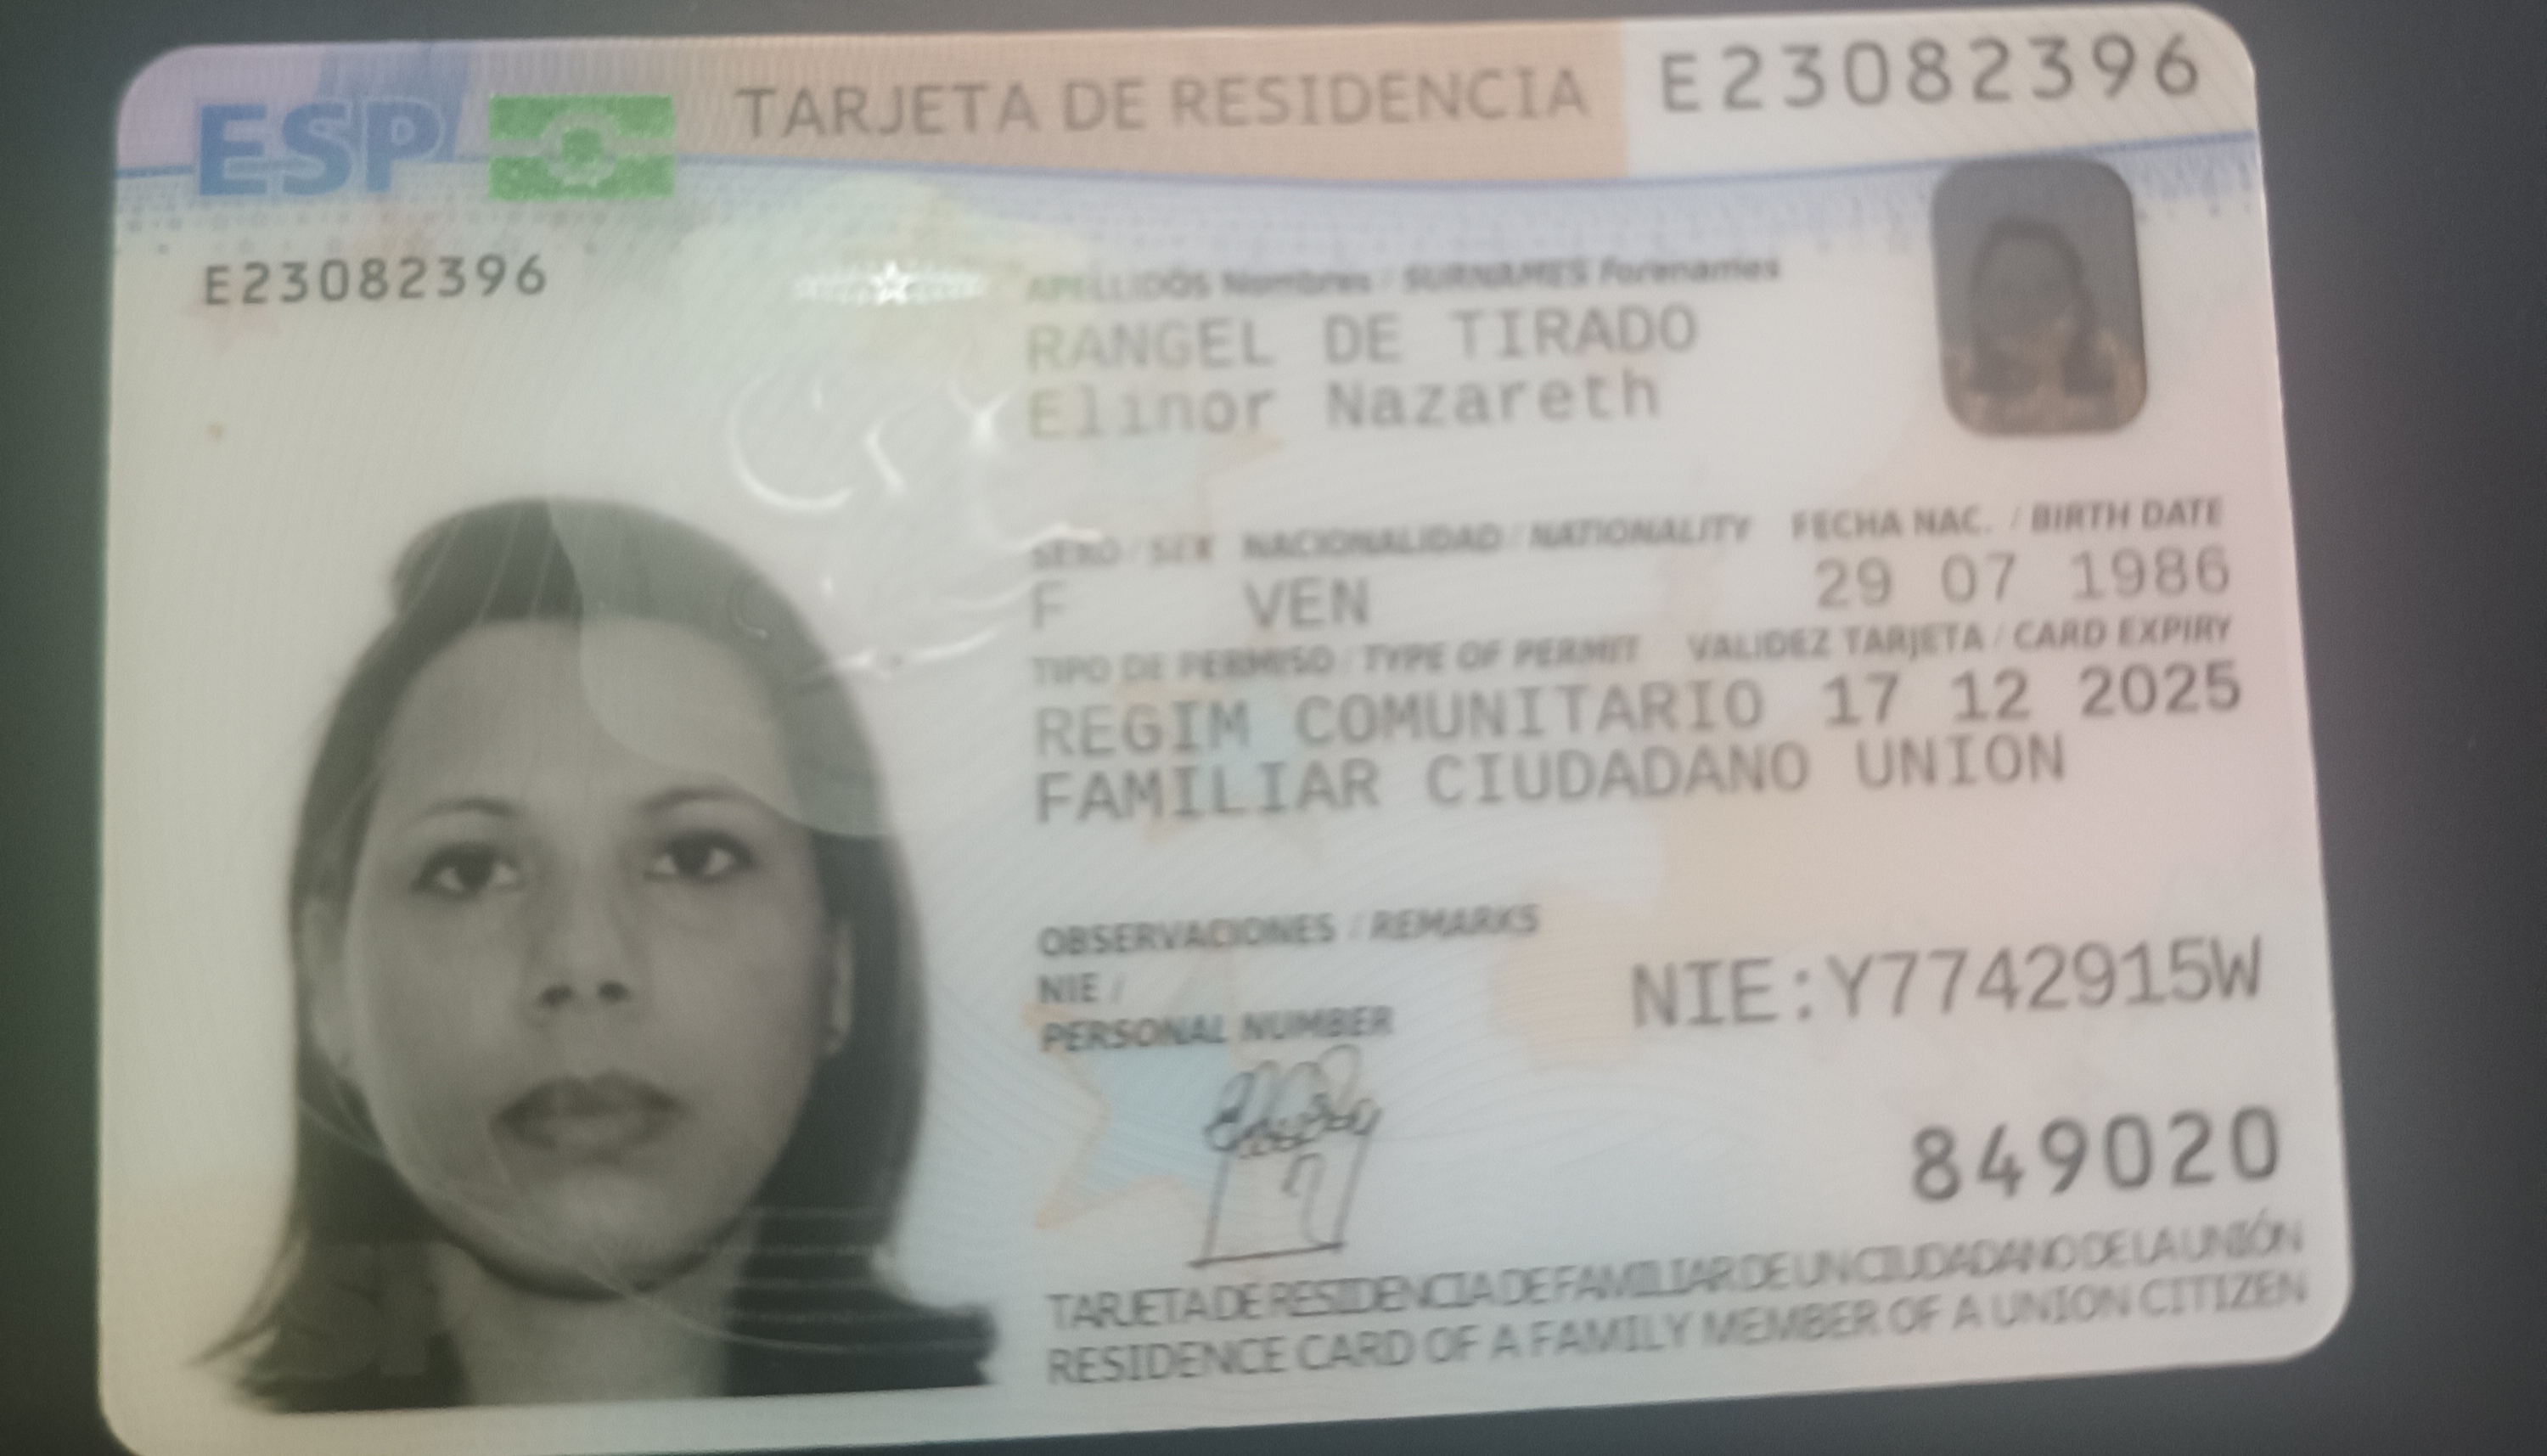 ESP TARJETA DE RESIDENCIA E23082396
E23082396
APELLIDOS Nombres / SURNAMES Forenames
RANGEL DE TIRADO
Elinor Nazareth
SEXO / SEX NACIONALIDAD / NATIONALITY FECHA NAC. / BIRTH DATE
F VEN 29 07 1986
TIPO DE PERMISO / TYPE OF PERMIT VALIDEZ TARJETA / CARD EXPIRY
REGIM COMUNITARIO 17 12 2025
FAMILIAR CIUDADANO UNION
OBSERVACIONES / REMARKS
NIE /
PERSONAL NUMBER
NIE:Y7742915W
849020
TARJETA DE RESIDENCIA DE FAMILIAR DE UN CIUDADANO DE LA UNIÓN
RESIDENCE CARD OF A FAMILY MEMBER OF A UNION CITIZEN